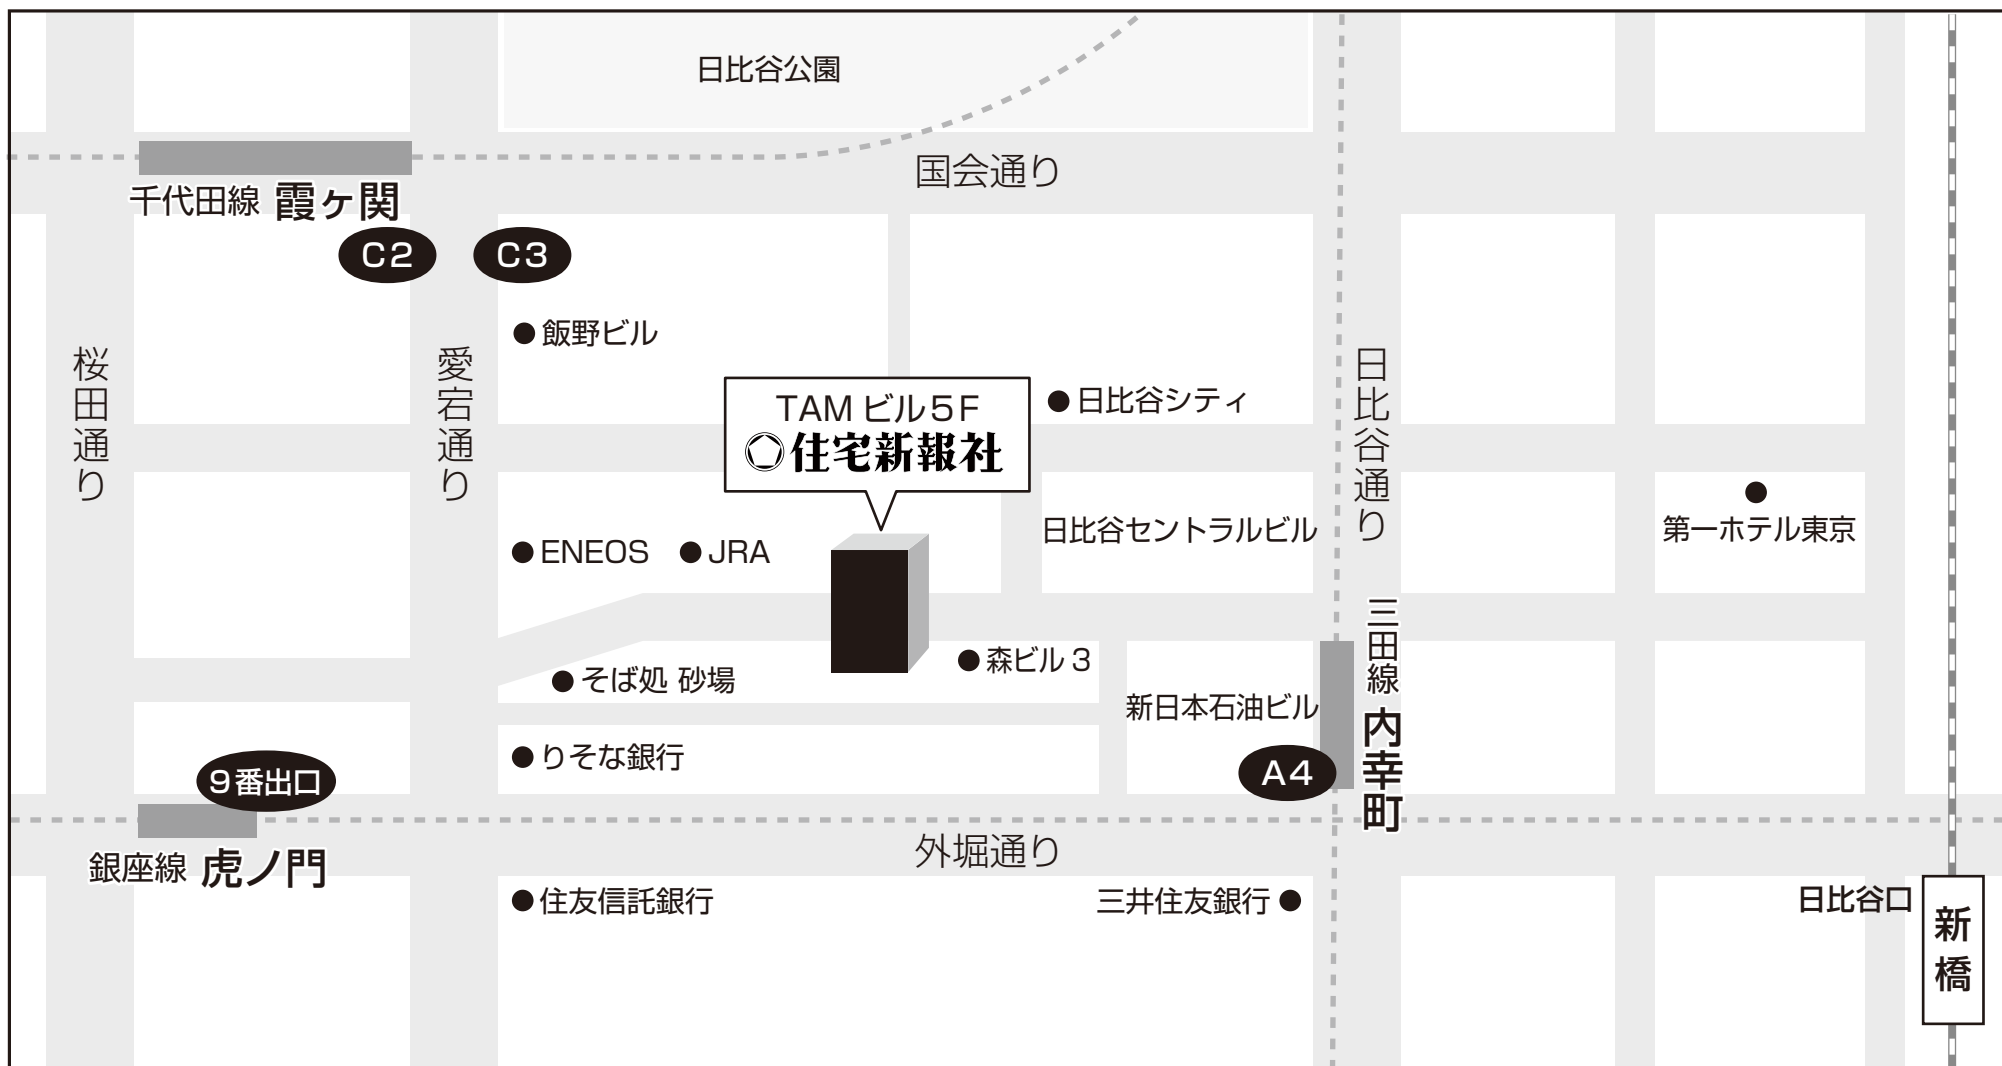 日比谷公園
国会通り
千代田線 霞ヶ関
C2
C3
飯野ビル
桜田通り
愛宕通り
日比谷通り
TAM ビル5F
住宅新報社
日比谷シティ
日比谷セントラルビル
第一ホテル東京
ENEOS
JRA
三田線 内幸町
森ビル3
そば処 砂場
新日本石油ビル
りそな銀行
A4
9番出口
外堀通り
銀座線 虎ノ門
住友信託銀行
三井住友銀行
日比谷口
新橋